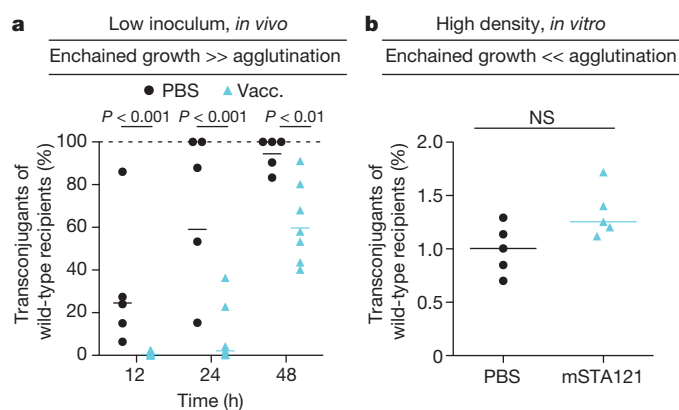 a
Low inoculum, in vivo
Enchained growth >> agglutination
● PBS ▲ Vacc.
P < 0.001 P < 0.001 P < 0.01
Transconjugants of
wild-type recipients (%)
100
80
60
40
20
0
12 24 48
Time (h)
b
High density, in vitro
Enchained growth << agglutination
NS
Transconjugants of
wild-type recipients (%)
2.0
1.5
1.0
0.5
PBS mSTA121